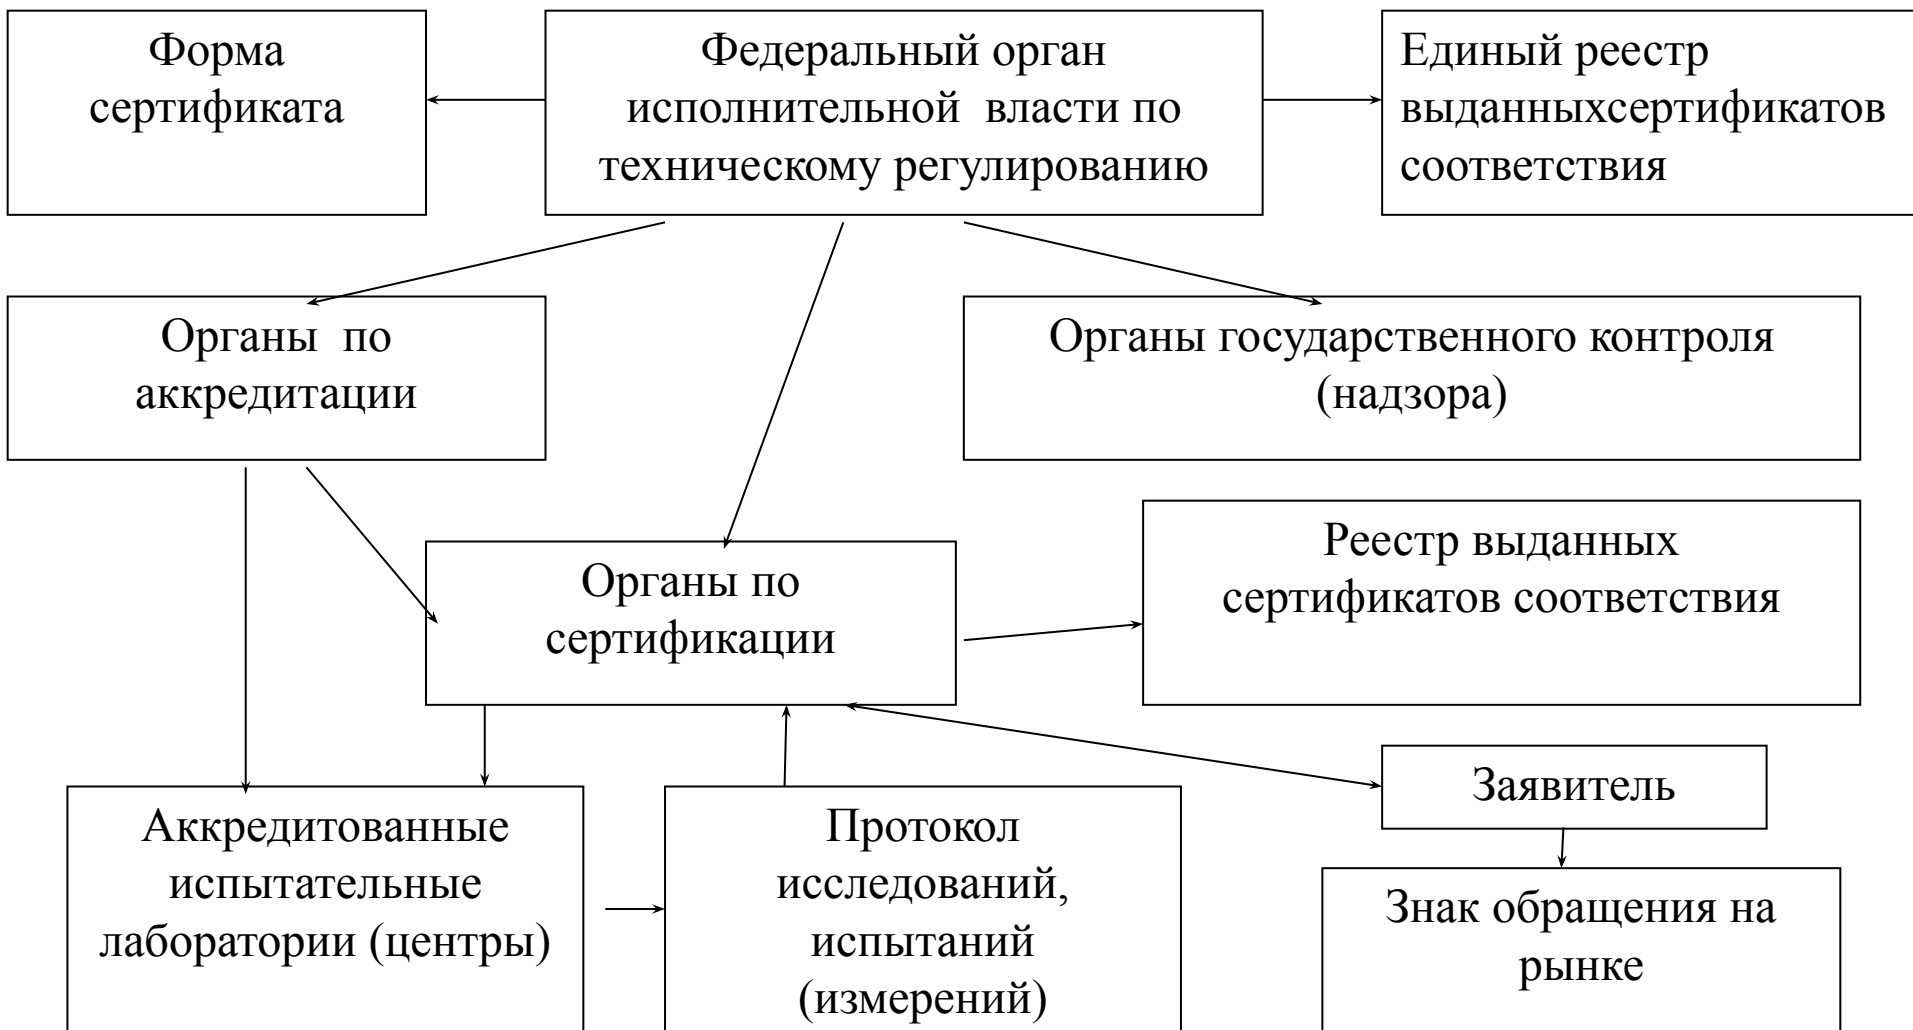 Форма
сертификата
Федеральный орган
исполнительной власти по
техническому регулированию
Единый реестр
выданныхсертификатов
соответствия
Органы по
аккредитации
Органы государственного контроля
(надзора)
Органы по
сертификации
Реестр выданных
сертификатов соответствия
Аккредитованные
испытательные
лаборатории (центры)
Протокол
исследований,
испытаний
(измерений)
Заявитель
Знак обращения на
рынке